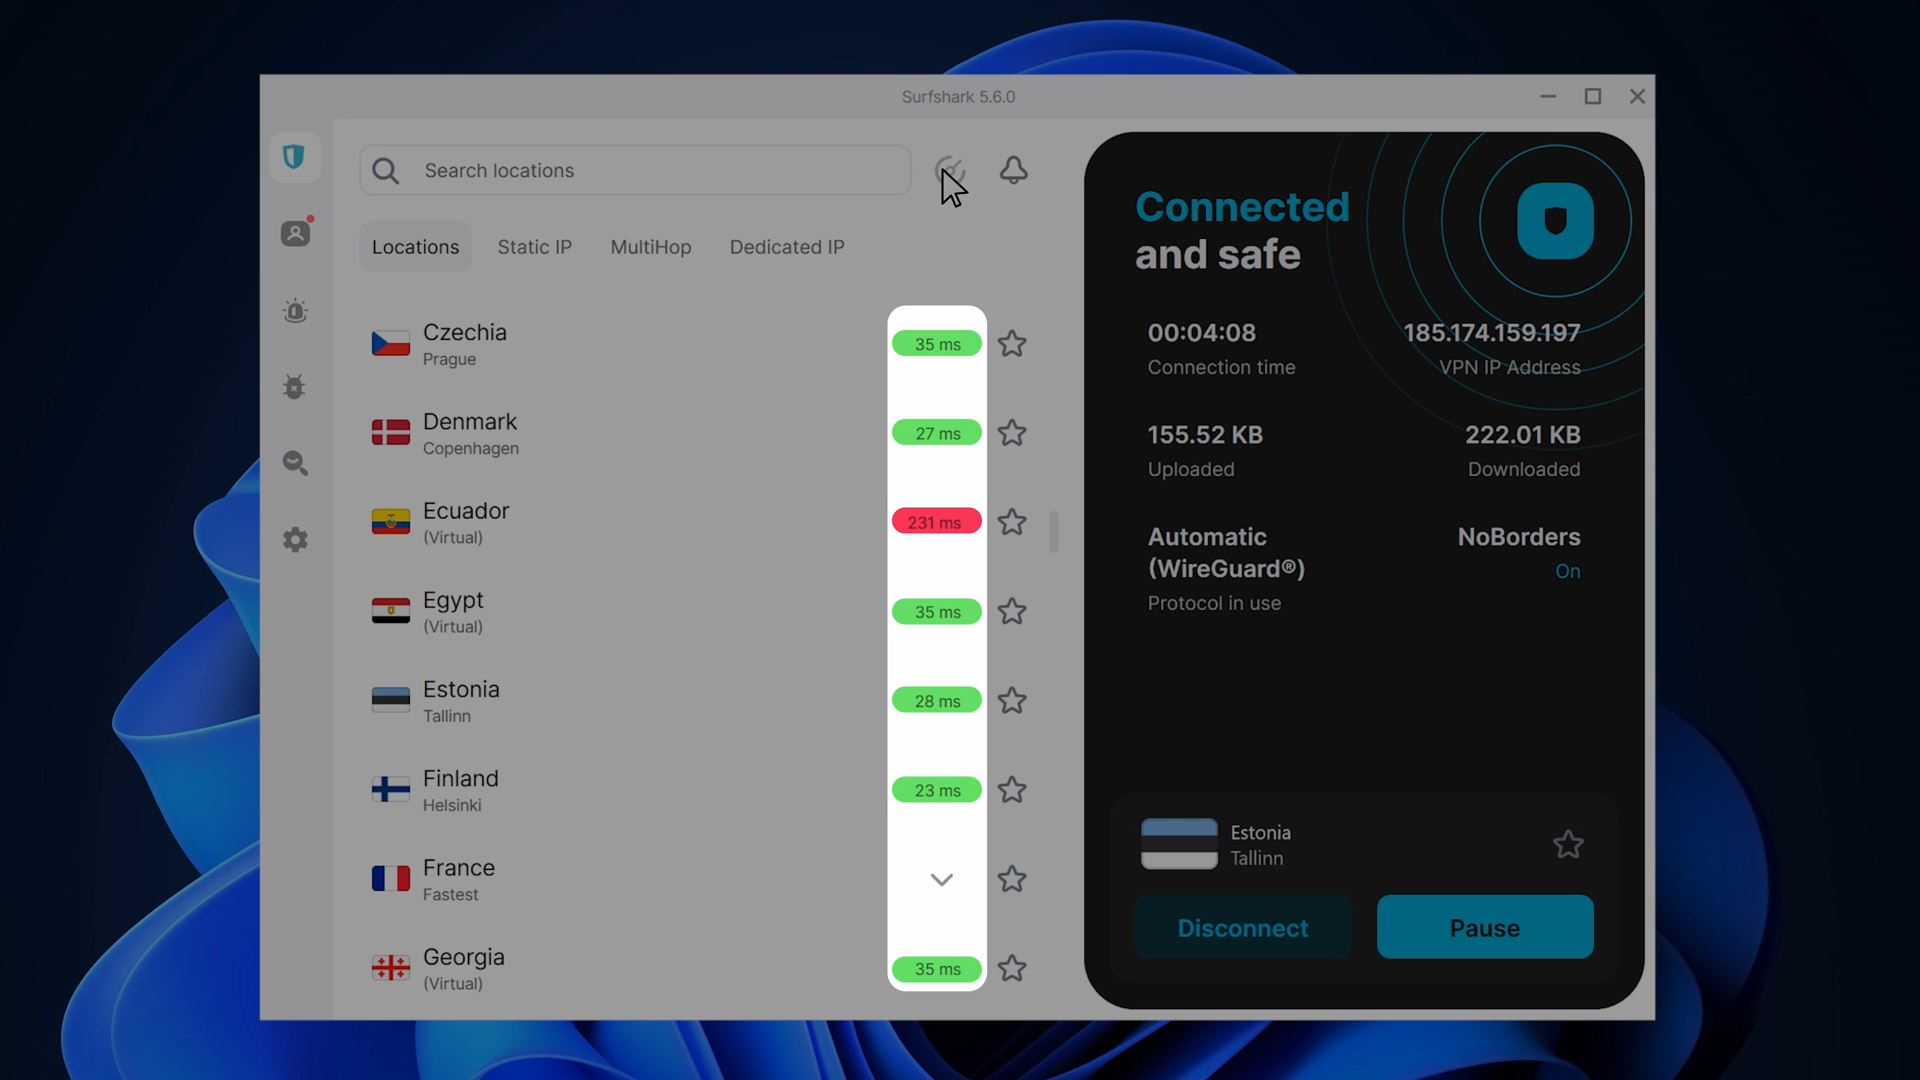 Surfshark 5.6.0
Search locations
Locations
Static IP
MultiHop
Dedicated IP
Czechia
Prague
35 ms
Denmark
Copenhagen
27 ms
Ecuador
(Virtual)
231 ms
Egypt
(Virtual)
35 ms
Estonia
Tallinn
28 ms
Finland
Helsinki
23 ms
France
Fastest
Georgia
(Virtual)
35 ms
Connected
and safe
00:04:08
Connection time
185.174.159.197
VPN IP Address
155.52 KB
Uploaded
222.01 KB
Downloaded
Automatic
(WireGuard®)
Protocol in use
NoBorders
On
Estonia
Tallinn
Disconnect
Pause